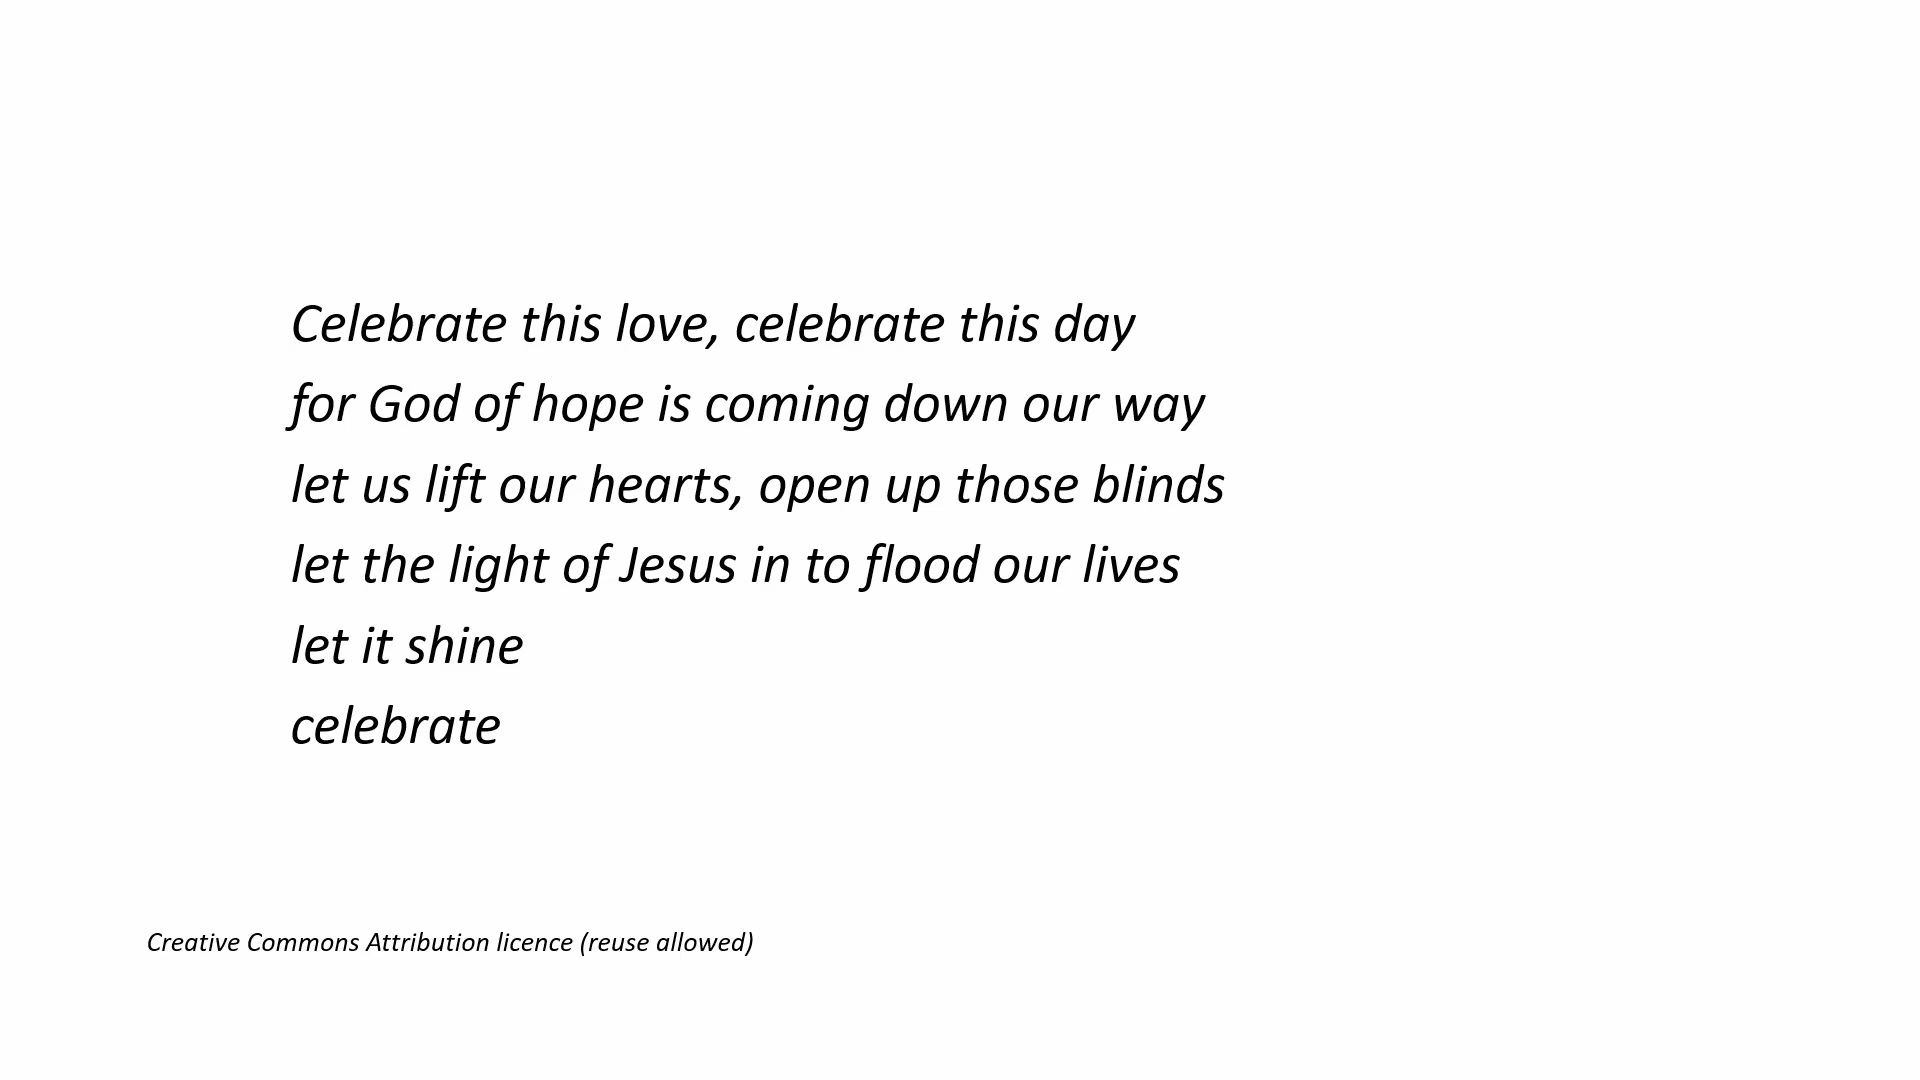 Celebrate this love, celebrate this day
for God of hope is coming down our way
let us lift our hearts, open up those blinds
let the light of Jesus in to flood our lives
let it shine
celebrate
Creative Commons Attribution licence (reuse allowed)